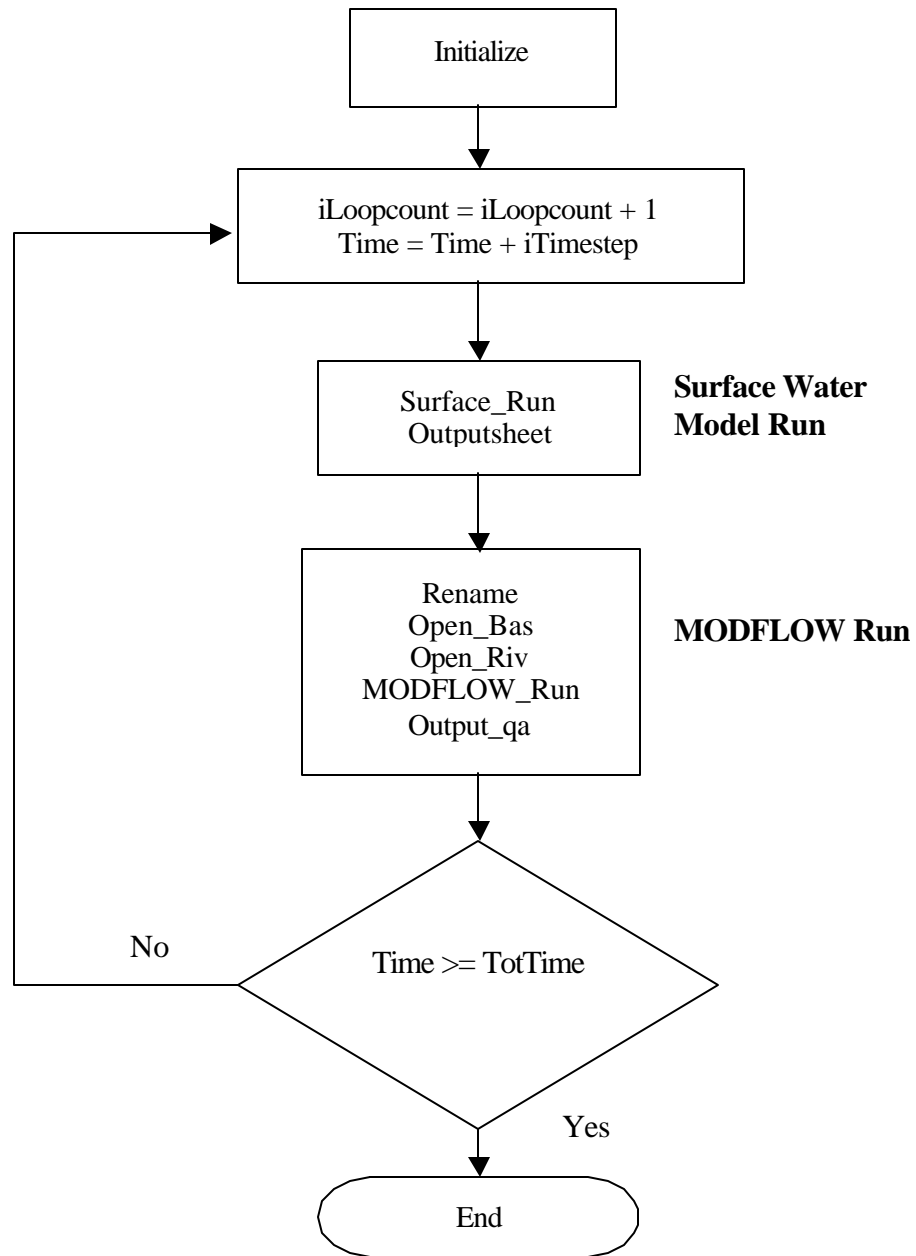 Initialize
iLoopcount = iLoopcount + 1
Time = Time + iTimestep
Surface_Run
Outputsheet
Surface Water
Model Run
Rename
Open_Bas
Open_Riv
MODFLOW_Run
Output_qa
MODFLOW Run
Time >= TotTime
No
Yes
End